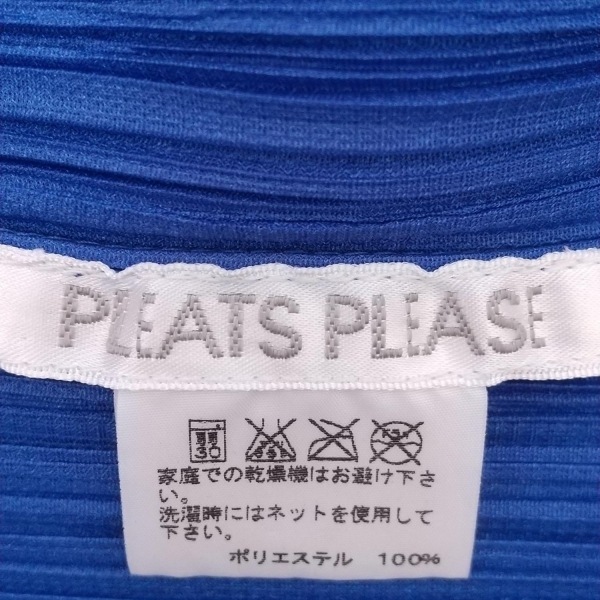 PLEATS PLEASE
弱 30
家庭での乾燥機はお避け下さ
い。
洗濯時にはネットを使用して
下さい。
ポリエステル 100%